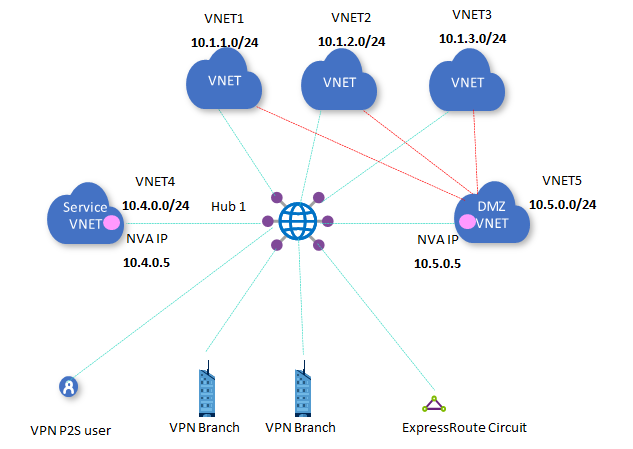 VNET1
VNET2
VNET3
10.1.1.0/24
10.1.2.0/24
10.1.3.0/24
VNET
VNET
VNET
VNET4
VNET5
Service
VNET
10.4.0.0/24
Hub 1
DMZ
VNET
10.5.0.0/24
NVA IP
10.4.0.5
NVA IP
10.5.0.5
VPN P2S user
VPN Branch
VPN Branch
ExpressRoute Circuit